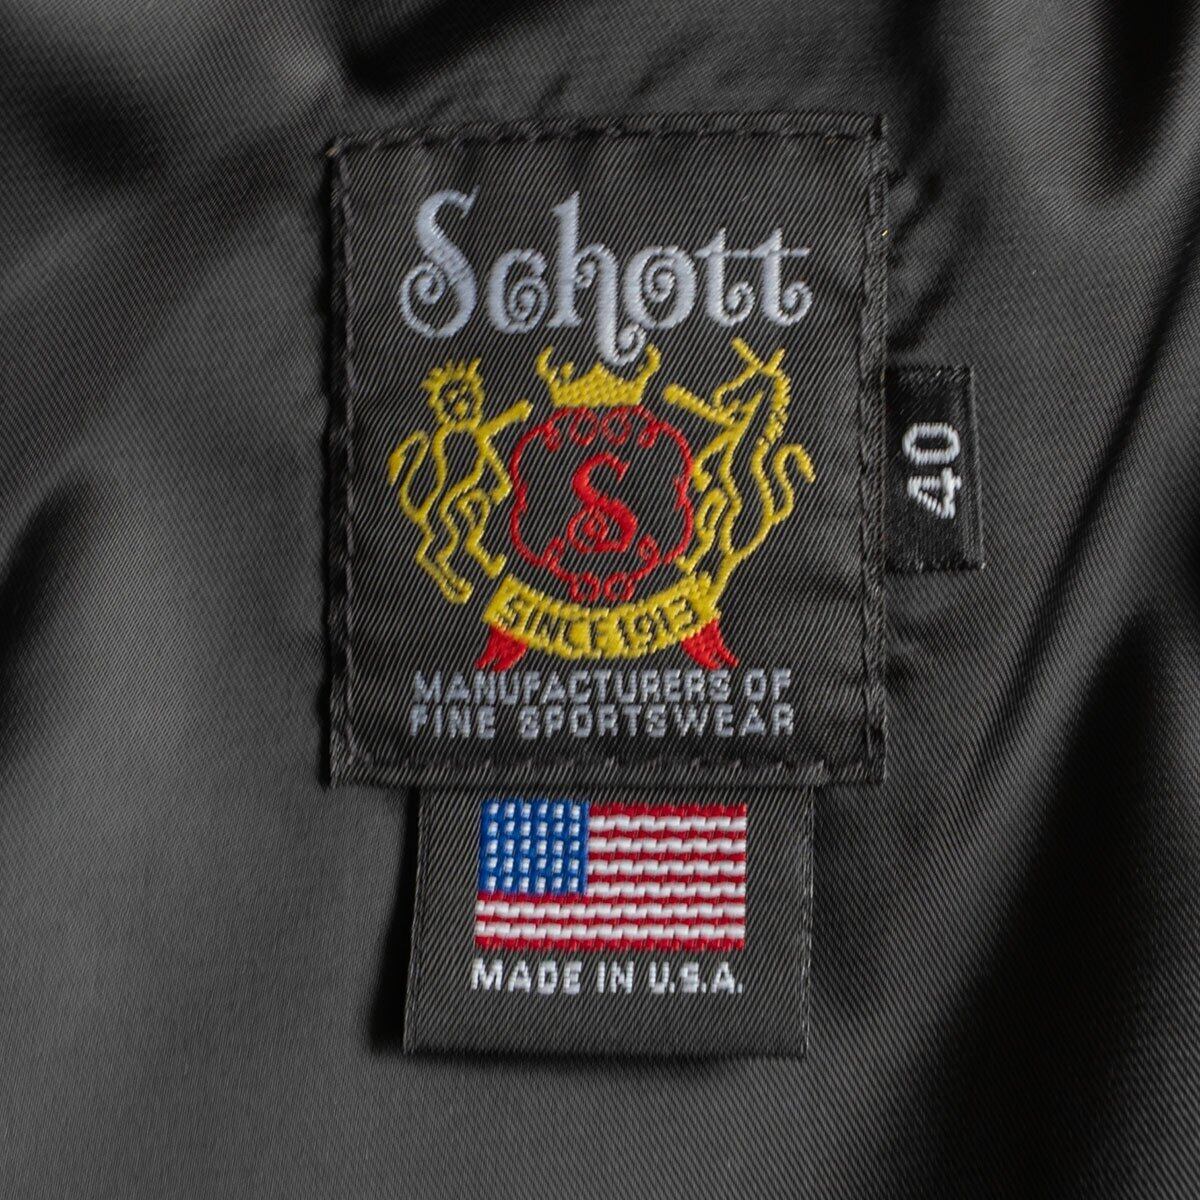 Schott
S
SINCE 1913
MANUFACTURERS OF
FINE SPORTSWEAR
40
MADE IN U.S.A.